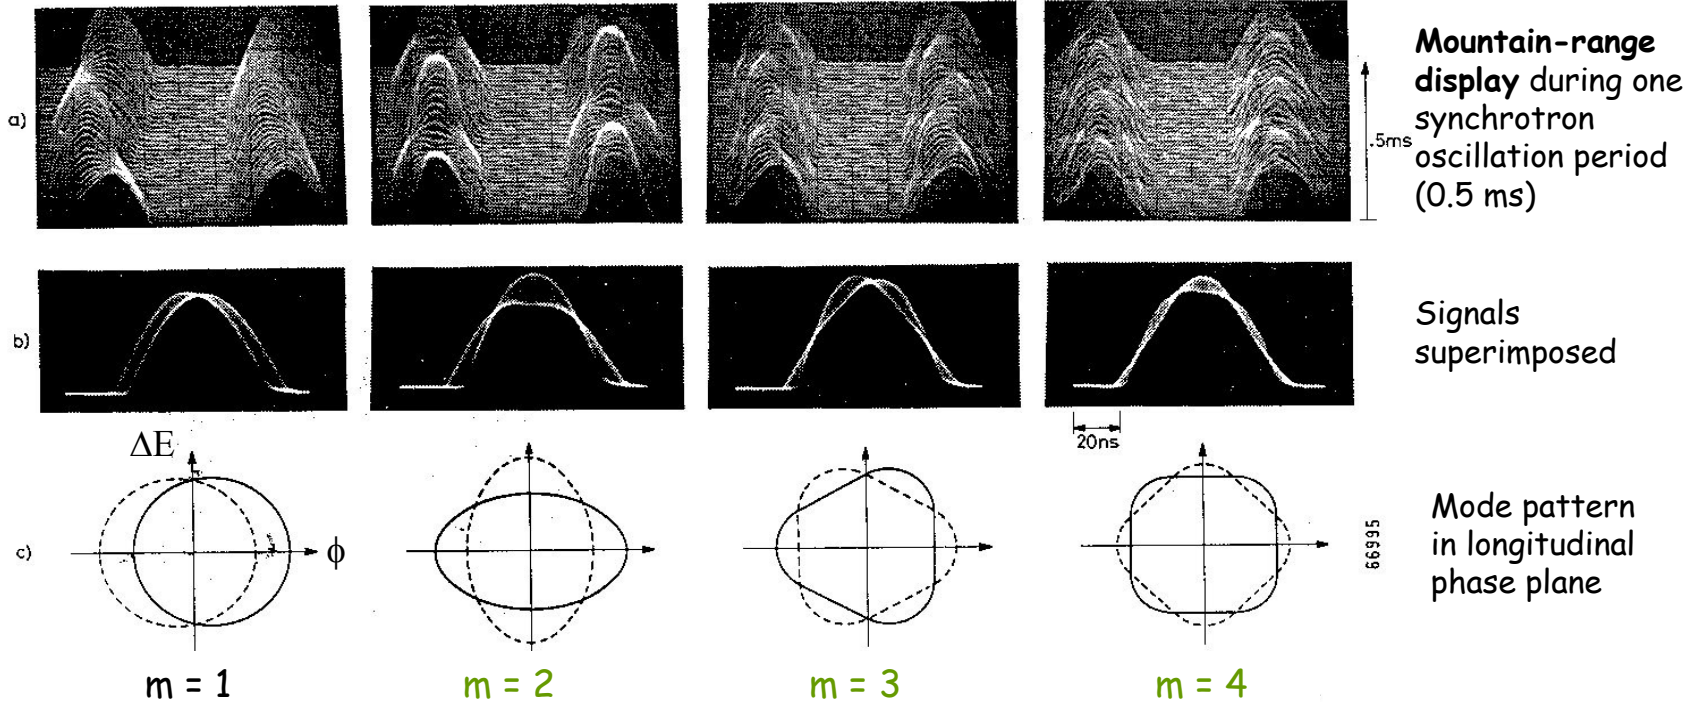 a)
.5ms
Mountain-range
display during one
synchrotron
oscillation period
(0.5 ms)
b)
Signals
superimposed
20ns
ΔE
c)
ϕ
66995
Mode pattern
in longitudinal
phase plane
m = 1
m = 2
m = 3
m = 4